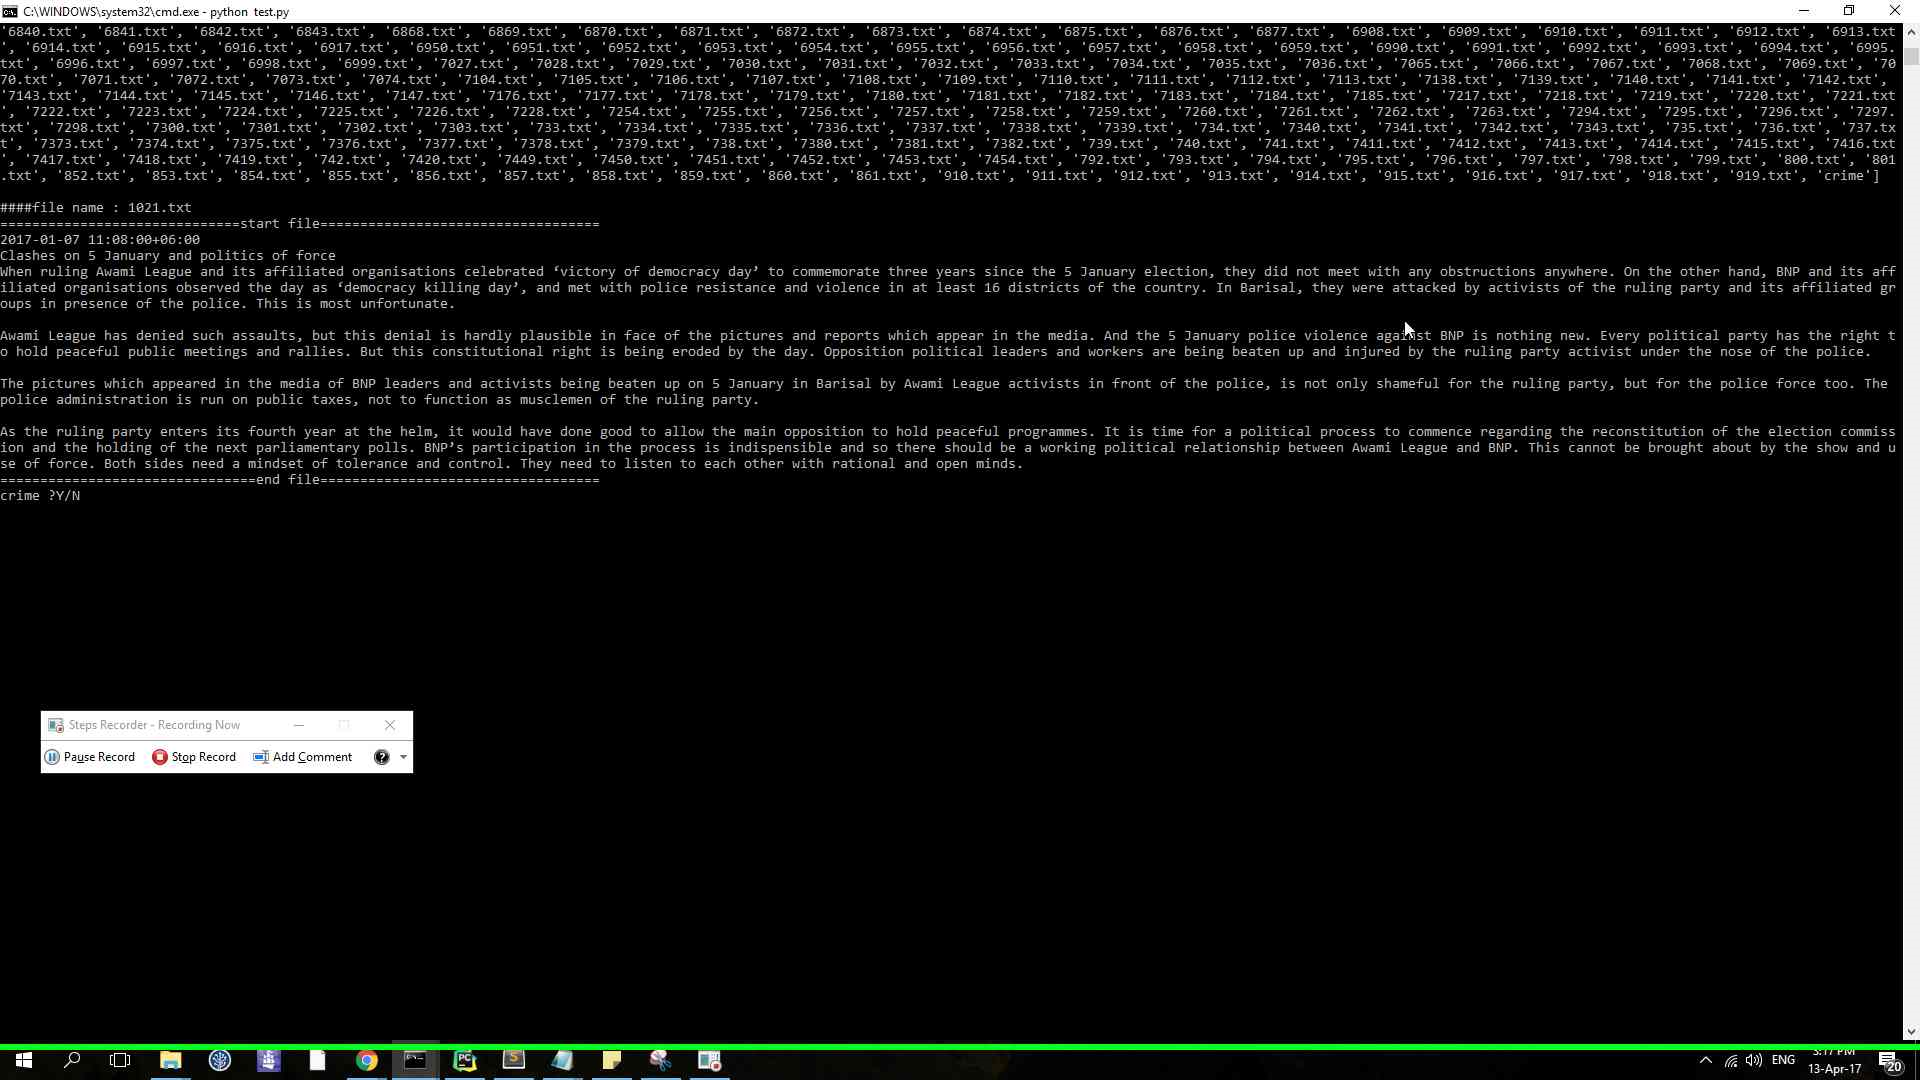 C:\WINDOWS\system32\cmd.exe - python  test.py
'6840.txt', '6841.txt', '6842.txt', '6843.txt', '6868.txt', '6869.txt', '6870.txt', '6871.txt', '6872.txt', '6873.txt', '6874.txt', '6875.txt', '6876.txt', '6877.txt', '6908.txt', '6909.txt', '6910.txt', '6911.txt', '6912.txt', '6913.txt
', '6914.txt', '6915.txt', '6916.txt', '6917.txt', '6950.txt', '6951.txt', '6952.txt', '6953.txt', '6954.txt', '6955.txt', '6956.txt', '6957.txt', '6958.txt', '6959.txt', '6990.txt', '6991.txt', '6992.txt', '6993.txt', '6994.txt', '6995.
txt', '6996.txt', '6997.txt', '6998.txt', '6999.txt', '7027.txt', '7028.txt', '7029.txt', '7030.txt', '7031.txt', '7032.txt', '7033.txt', '7034.txt', '7035.txt', '7036.txt', '7065.txt', '7066.txt', '7067.txt', '7068.txt', '7069.txt', '70
70.txt', '7071.txt', '7072.txt', '7073.txt', '7074.txt', '7104.txt', '7105.txt', '7106.txt', '7107.txt', '7108.txt', '7109.txt', '7110.txt', '7111.txt', '7112.txt', '7113.txt', '7138.txt', '7139.txt', '7140.txt', '7141.txt', '7142.txt',
'7143.txt', '7144.txt', '7145.txt', '7146.txt', '7147.txt', '7176.txt', '7177.txt', '7178.txt', '7179.txt', '7180.txt', '7181.txt', '7182.txt', '7183.txt', '7184.txt', '7185.txt', '7217.txt', '7218.txt', '7219.txt', '7220.txt', '7221.txt
', '7222.txt', '7223.txt', '7224.txt', '7225.txt', '7226.txt', '7228.txt', '7254.txt', '7255.txt', '7256.txt', '7257.txt', '7258.txt', '7259.txt', '7260.txt', '7261.txt', '7262.txt', '7263.txt', '7294.txt', '7295.txt', '7296.txt', '7297.
txt', '7298.txt', '7300.txt', '7301.txt', '7302.txt', '7303.txt', '733.txt', '7334.txt', '7335.txt', '7336.txt', '7337.txt', '7338.txt', '7339.txt', '734.txt', '7340.txt', '7341.txt', '7342.txt', '7343.txt', '735.txt', '736.txt', '737.tx
t', '7373.txt', '7374.txt', '7375.txt', '7376.txt', '7377.txt', '7378.txt', '7379.txt', '738.txt', '7380.txt', '7381.txt', '7382.txt', '739.txt', '740.txt', '741.txt', '7411.txt', '7412.txt', '7413.txt', '7414.txt', '7415.txt', '7416.txt
', '7417.txt', '7418.txt', '7419.txt', '742.txt', '7420.txt', '7449.txt', '7450.txt', '7451.txt', '7452.txt', '7453.txt', '7454.txt', '792.txt', '793.txt', '794.txt', '795.txt', '796.txt', '797.txt', '798.txt', '799.txt', '800.txt', '801
.txt', '852.txt', '853.txt', '854.txt', '855.txt', '856.txt', '857.txt', '858.txt', '859.txt', '860.txt', '861.txt', '910.txt', '911.txt', '912.txt', '913.txt', '914.txt', '915.txt', '916.txt', '917.txt', '918.txt', '919.txt', 'crime']
####file name : 1021.txt
==============================start file===================================
2017-01-07 11:08:00+06:00
Clashes on 5 January and politics of force
When ruling Awami League and its affiliated organisations celebrated ‘victory of democracy day’ to commemorate three years since the 5 January election, they did not meet with any obstructions anywhere. On the other hand, BNP and its aff
iliated organisations observed the day as ‘democracy killing day’, and met with police resistance and violence in at least 16 districts of the country. In Barisal, they were attacked by activists of the ruling party and its affiliated gr
oups in presence of the police. This is most unfortunate.
Awami League has denied such assaults, but this denial is hardly plausible in face of the pictures and reports which appear in the media. And the 5 January police violence against BNP is nothing new. Every political party has the right t
o hold peaceful public meetings and rallies. But this constitutional right is being eroded by the day. Opposition political leaders and workers are being beaten up and injured by the ruling party activist under the nose of the police.
The pictures which appeared in the media of BNP leaders and activists being beaten up on 5 January in Barisal by Awami League activists in front of the police, is not only shameful for the ruling party, but for the police force too. The
police administration is run on public taxes, not to function as musclemen of the ruling party.
As the ruling party enters its fourth year at the helm, it would have done good to allow the main opposition to hold peaceful programmes. It is time for a political process to commence regarding the reconstitution of the election commiss
ion and the holding of the next parliamentary polls. BNP’s participation in the process is indispensible and so there should be a working political relationship between Awami League and BNP. This cannot be brought about by the show and u
se of force. Both sides need a mindset of tolerance and control. They need to listen to each other with rational and open minds.
================================end file===================================
crime ?Y/N
Steps Recorder - Recording Now
Pause Record Stop Record Add Comment
ENG
3:17 PM
13-Apr-17
20